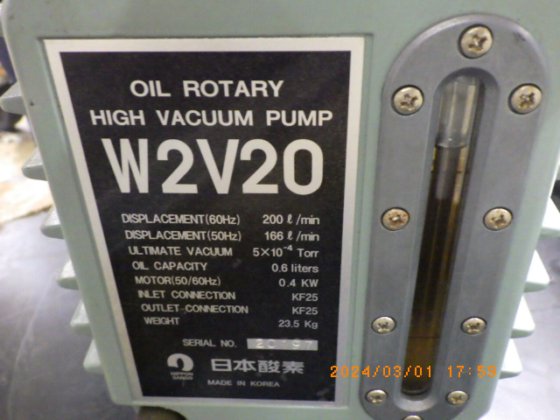 OIL ROTARY
HIGH VACUUM PUMP
W2V20
DISPLACEMENT(60Hz) 200 ℓ/min
DISPLACEMENT(50Hz) 166 ℓ/min
ULTIMATE VACUUM 5×10⁻⁴ Torr
OIL CAPACITY 0.6 liters
MOTOR(50/60Hz) 0.4 KW
INLET CONNECTION KF25
OUTLET CONNECTION KF25
WEIGHT 23.5 Kg
SERIAL NO. 20197
NIPPON SANSO 日本酸素
MADE IN KOREA
2024/03/01 17:54